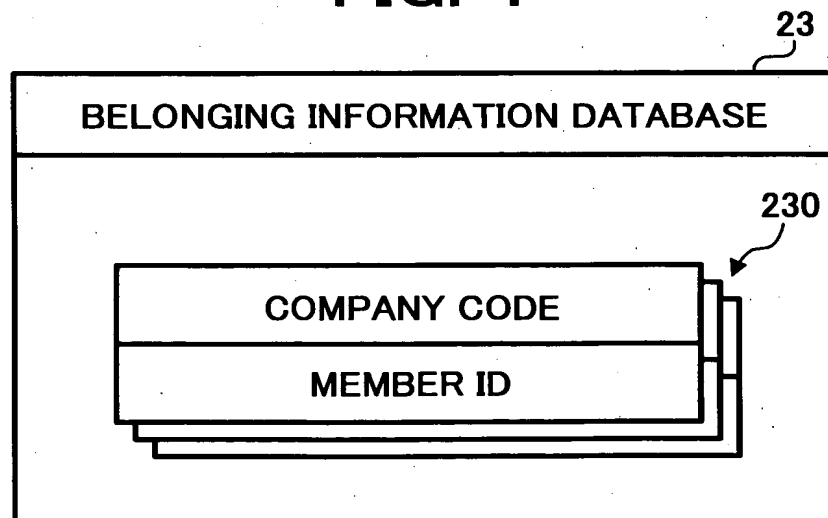 23
BELONGING INFORMATION DATABASE
230
COMPANY CODE
MEMBER ID